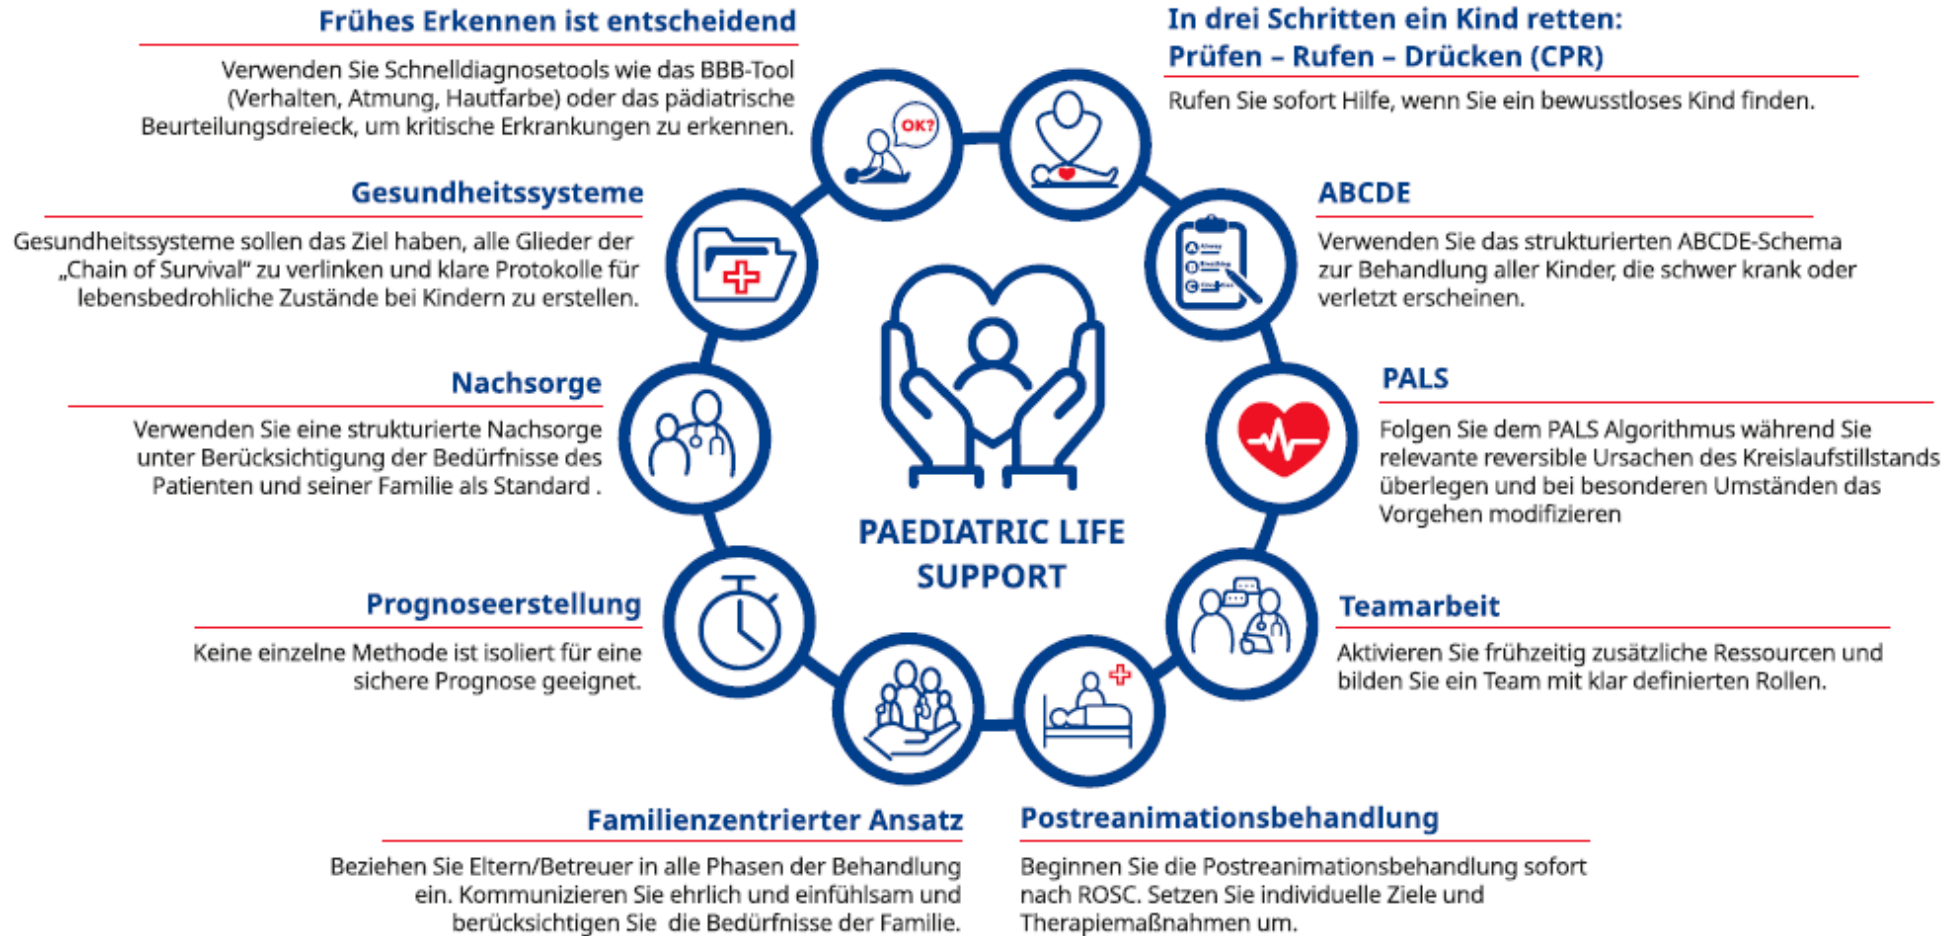 Frühes Erkennen ist entscheidend
Verwenden Sie Schnelldiagnosetools wie das BBB-Tool
(Verhalten, Atmung, Hautfarbe) oder das pädiatrische
Beurteilungsdreieck, um kritische Erkrankungen zu erkennen.
OK?
In drei Schritten ein Kind retten:
Prüfen – Rufen – Drücken (CPR)
Rufen Sie sofort Hilfe, wenn Sie ein bewusstloses Kind finden.
ABCDE
Verwenden Sie das strukturierten ABCDE-Schema
zur Behandlung aller Kinder, die schwer krank oder
verletzt erscheinen.
A Airway
B Breathing
C
PALS
Folgen Sie dem PALS Algorithmus während Sie
relevante reversible Ursachen des Kreislaufstillstands
überlegen und bei besonderen Umständen das
Vorgehen modifizieren
Teamarbeit
Aktivieren Sie frühzeitig zusätzliche Ressourcen und
bilden Sie ein Team mit klar definierten Rollen.
Postreanimationsbehandlung
Beginnen Sie die Postreanimationsbehandlung sofort
nach ROSC. Setzen Sie individuelle Ziele und
Therapiemaßnahmen um.
Familienzentrierter Ansatz
Beziehen Sie Eltern/Betreuer in alle Phasen der Behandlung
ein. Kommunizieren Sie ehrlich und einfühlsam und
berücksichtigen Sie die Bedürfnisse der Familie.
Prognoseerstellung
Keine einzelne Methode ist isoliert für eine
sichere Prognose geeignet.
Nachsorge
Verwenden Sie eine strukturierte Nachsorge
unter Berücksichtigung der Bedürfnisse des
Patienten und seiner Familie als Standard .
Gesundheitssysteme
Gesundheitssysteme sollen das Ziel haben, alle Glieder der
„Chain of Survival“ zu verlinken und klare Protokolle für
lebensbedrohliche Zustände bei Kindern zu erstellen.
PAEDIATRIC LIFE
SUPPORT